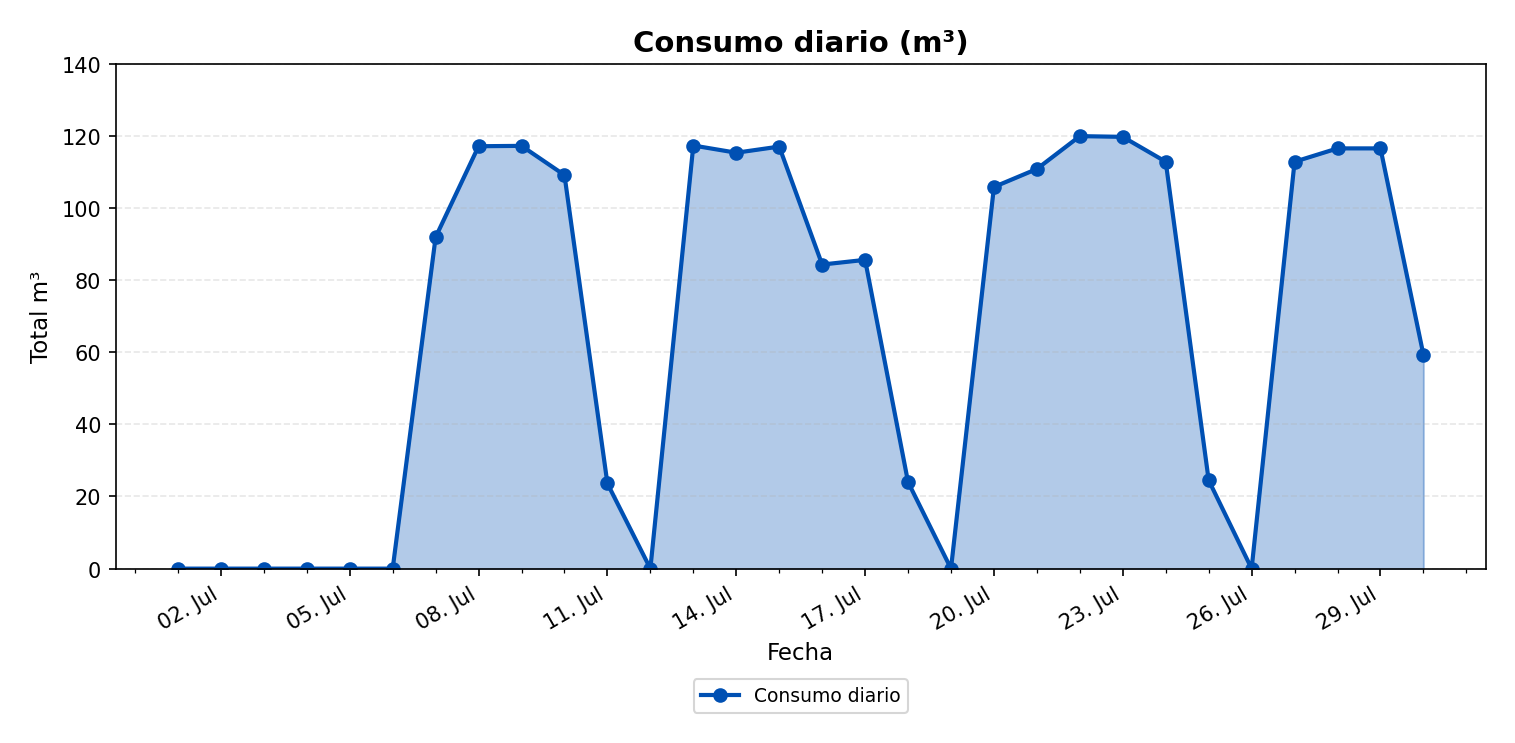 Consumo diario (m³)
140
120
100
80
60
40
20
0
Total m³
02. Jul
05. Jul
08. Jul
11. Jul
14. Jul
17. Jul
20. Jul
23. Jul
26. Jul
29. Jul
Fecha
Consumo diario